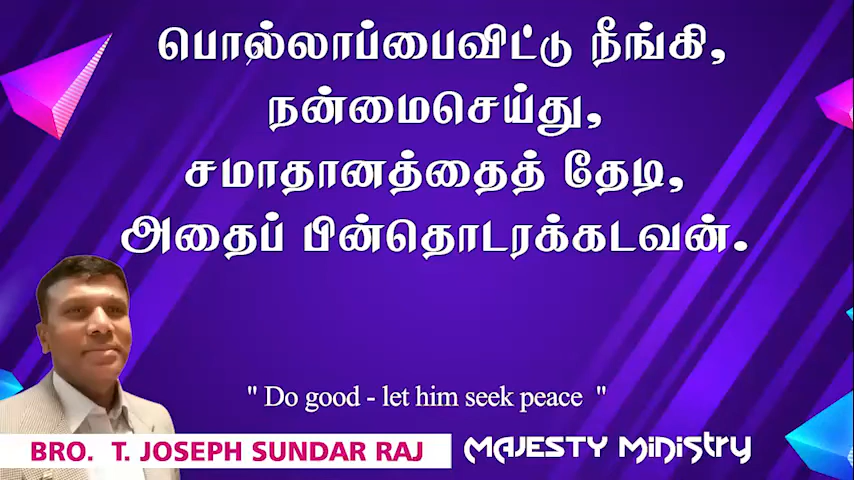 பொல்லாப்பைவிட்டு நீங்கி,
நன்மைசெய்து,
சமாதானத்தைத் தேடி,
அதைப் பின்தொடரக்கடவன்.
" Do good - let him seek peace "
BRO. T. JOSEPH SUNDAR RAJ
MAJESTY MiniStry